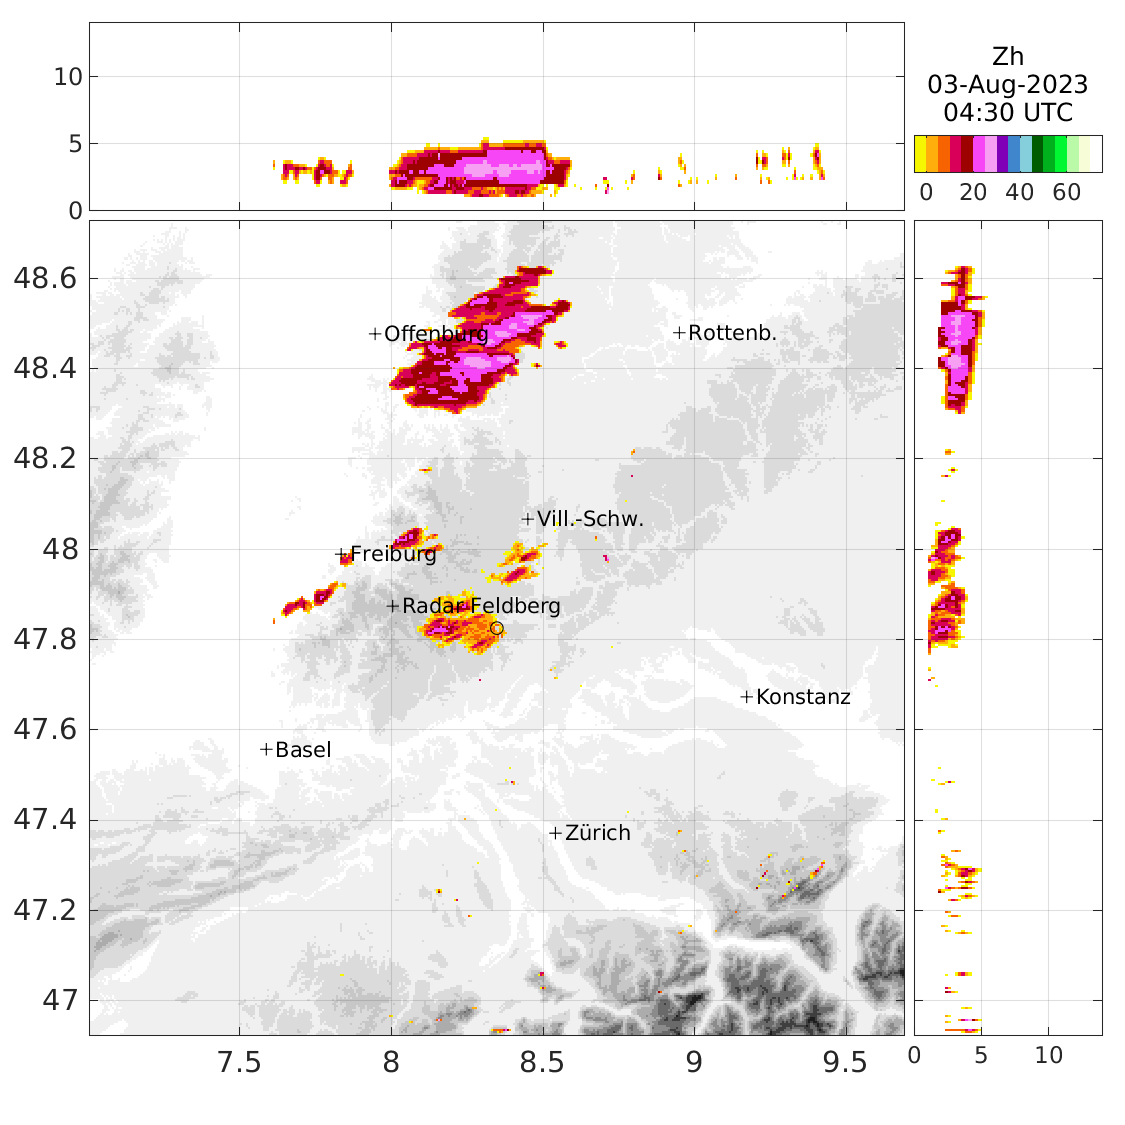 Zh
03-Aug-2023
04:30 UTC
10
5
0
0 20 40 60
48.6
Offenburg
Rottenb.
48.4
48.2
Vill.-Schw.
48
Freiburg
Radar Feldberg
47.8
Konstanz
47.6
Basel
47.4
Zürich
47.2
47
7.5 8 8.5 9 9.5
0 5 10